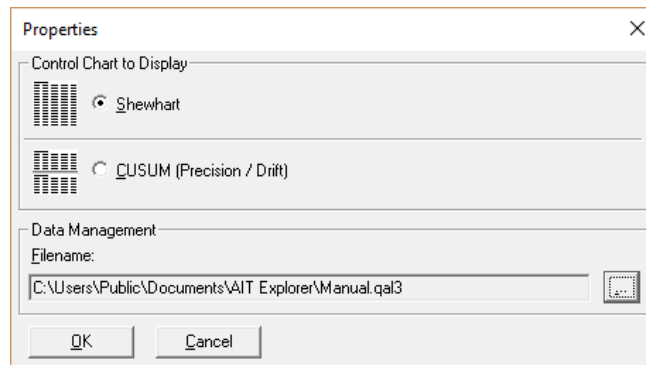 Properties
Control Chart to Display
Shewhart
CUSUM (Precision / Drift)
Data Management
Filename:
C:\Users\Public\Documents\AIT Explorer\Manual.qal3
...
OK
Cancel